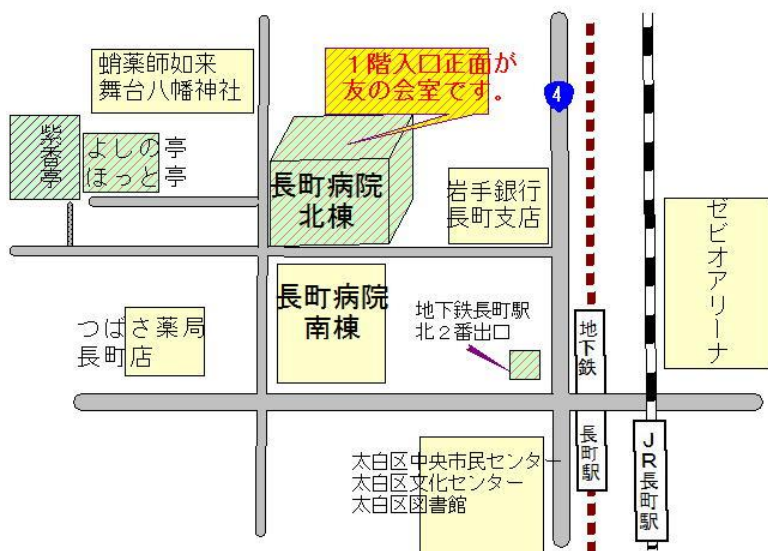 蛸薬師如来
舞台八幡神社
１階入口正面が
友の会室です。
4
紫香亭
よしの亭
ほっと亭
長町病院
北棟
岩手銀行
長町支店
ゼビオアリーナ
つばさ薬局
長町店
長町病院
南棟
地下鉄長町駅
北２番出口
地下鉄
長町駅
ＪＲ長町駅
太白区中央市民センター
太白区文化センター
太白区図書館